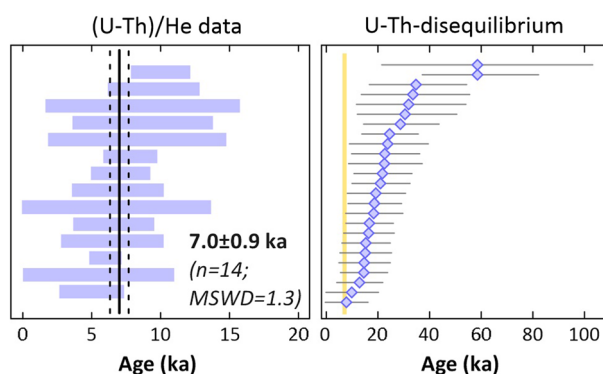 (U-Th)/He data
U-Th-disequilibrium
7.0±0.9 ka
(n=14;
MSWD=1.3)
0 5 10 15 20
0 20 40 60 80 100
Age (ka)
Age (ka)